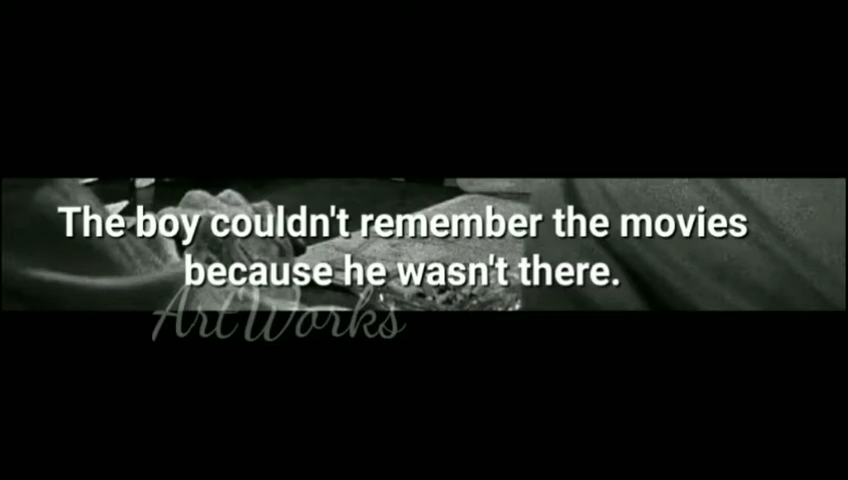 The boy couldn't remember the movies
because he wasn't there.
ArtWorks